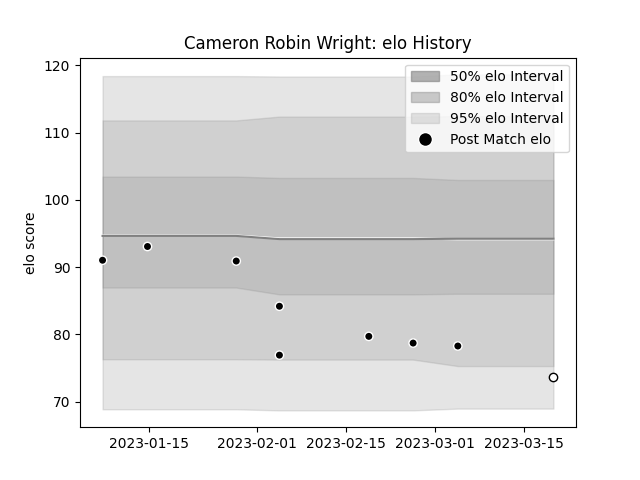 Cameron Robin Wright: elo History
120
110
100
90
80
70
elo score
50% elo Interval
80% elo Interval
95% elo Interval
Post Match elo
2023-01-15
2023-02-01
2023-02-15
2023-03-01
2023-03-15